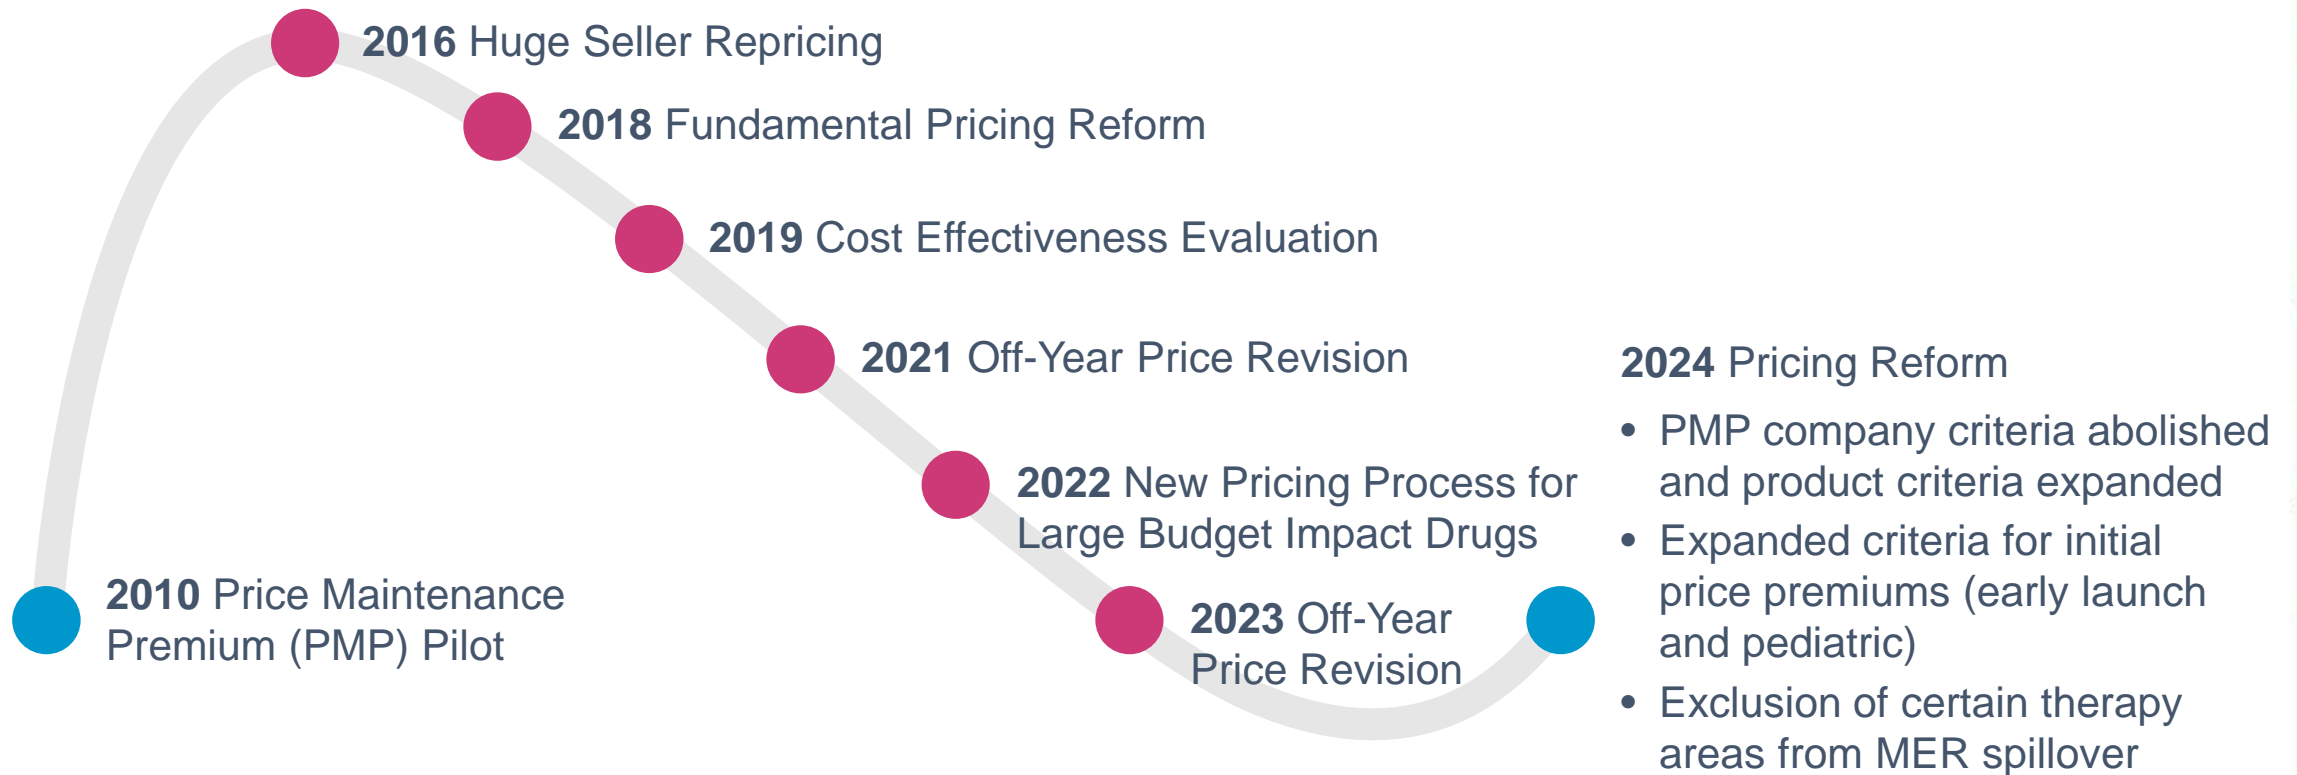 2016 Huge Seller Repricing
2018 Fundamental Pricing Reform
2019 Cost Effectiveness Evaluation
2021 Off-Year Price Revision
2022 New Pricing Process for
Large Budget Impact Drugs
2010 Price Maintenance
Premium (PMP) Pilot
2023 Off-Year
Price Revision
2024 Pricing Reform
• PMP company criteria abolished
and product criteria expanded
• Expanded criteria for initial
price premiums (early launch
and pediatric)
• Exclusion of certain therapy
areas from MER spillover